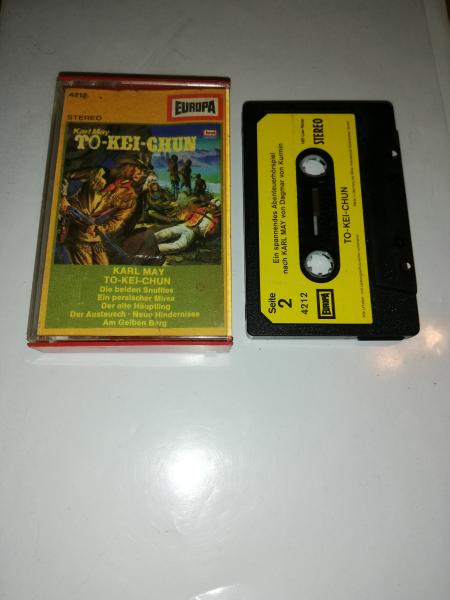 4212
EUROPA
STEREO
Karl May
TO-KEI-CHUN
KARL MAY
TO-KEI-CHUN
Die beiden Snuffles
Ein persischer Mirza
Der alte Häuptling
Der Austausch · Neue Hindernisse
Am Gelben Berg
Ein spannendes Abenteuerhörspiel
nach KARL MAY von Dagmar von Kurmin
Seite
2
4212
EUROPA
TO-KEI-CHUN
STEREO